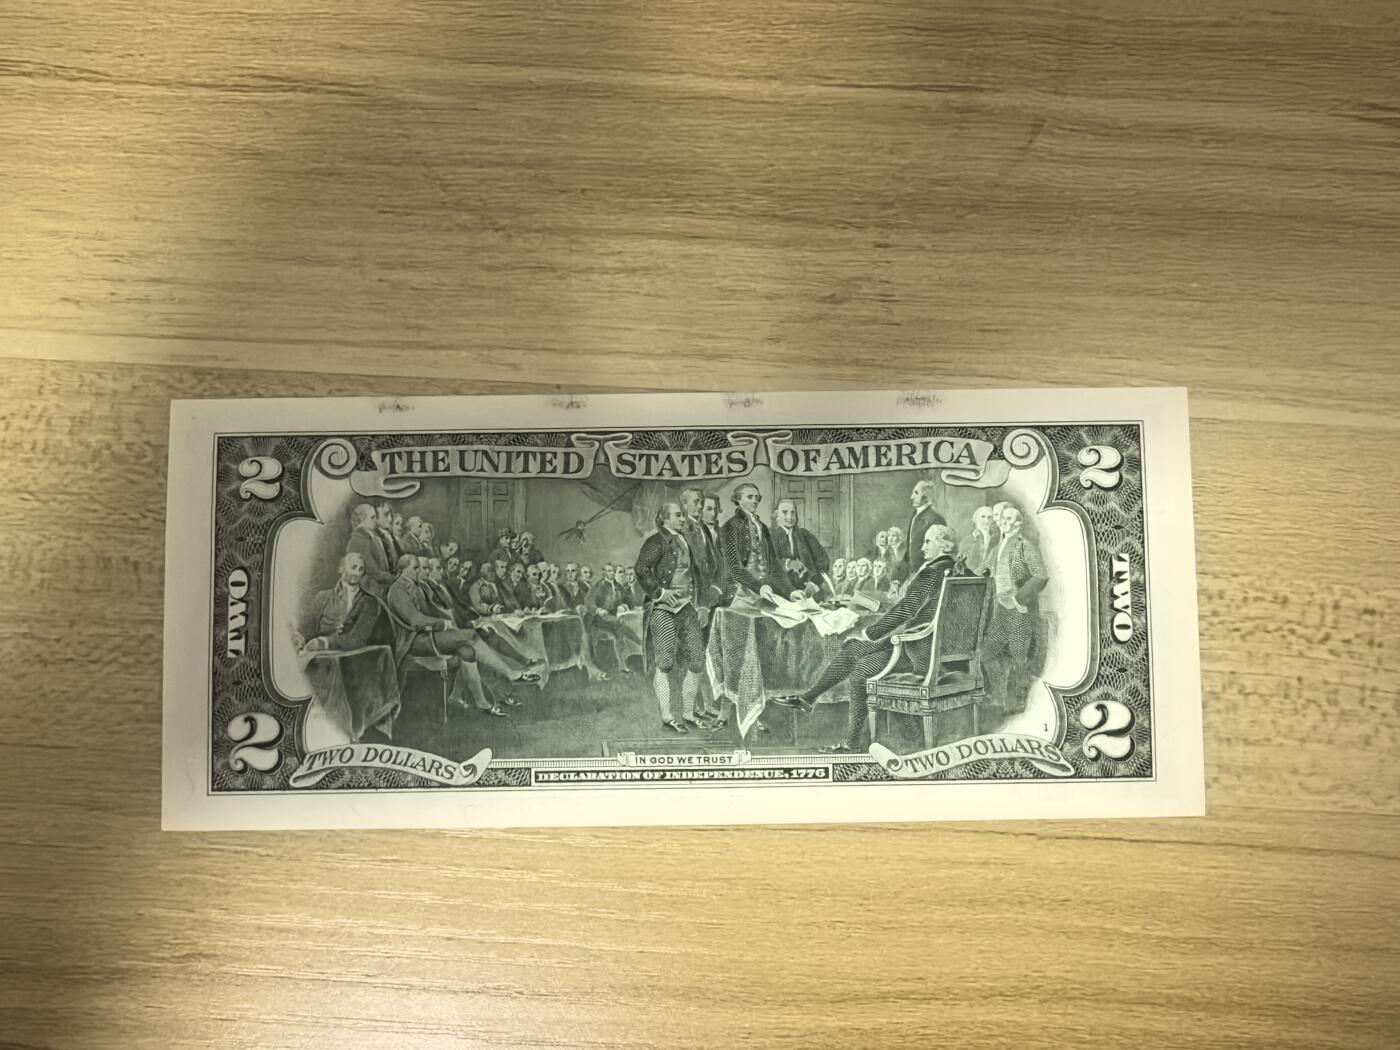 THE UNITED STATES OF AMERICA
2 2
TWO TWO
2 2
1
TWO DOLLARS TWO DOLLARS
IN GOD WE TRUST
DECLARATION OF INDEPENDENCE, 1776